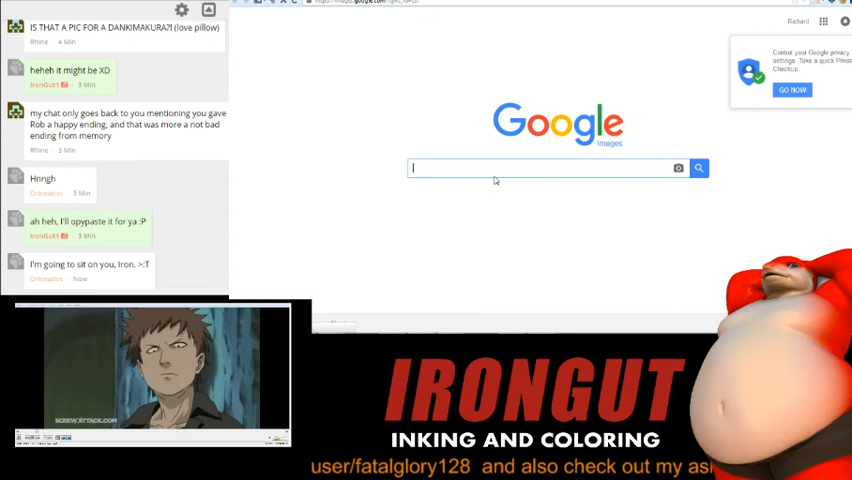 IS THAT A PIC FOR A DANKIMAKURA?! (love pillow)
Rhine • 4 Min
heheh it might be XD
IronGut1 • 3 Min
my chat only goes back to you mentioning you gave
Rob a happy ending, and that was more a not bad
ending from memory
Rhine • 3 Min
Hnngh
3 Min
ah heh, I'll opypaste it for ya :P
IronGut1 • 3 Min
I'm going to sit on you, Iron. >:T
Now
Richard
Control your Google privacy
settings. Take a quick Privac
Checkup.
GO NOW
Google
Images
SCREWATTACK.COM
IRONGUT
INKING AND COLORING
user/fatalglory128 and also check out my as